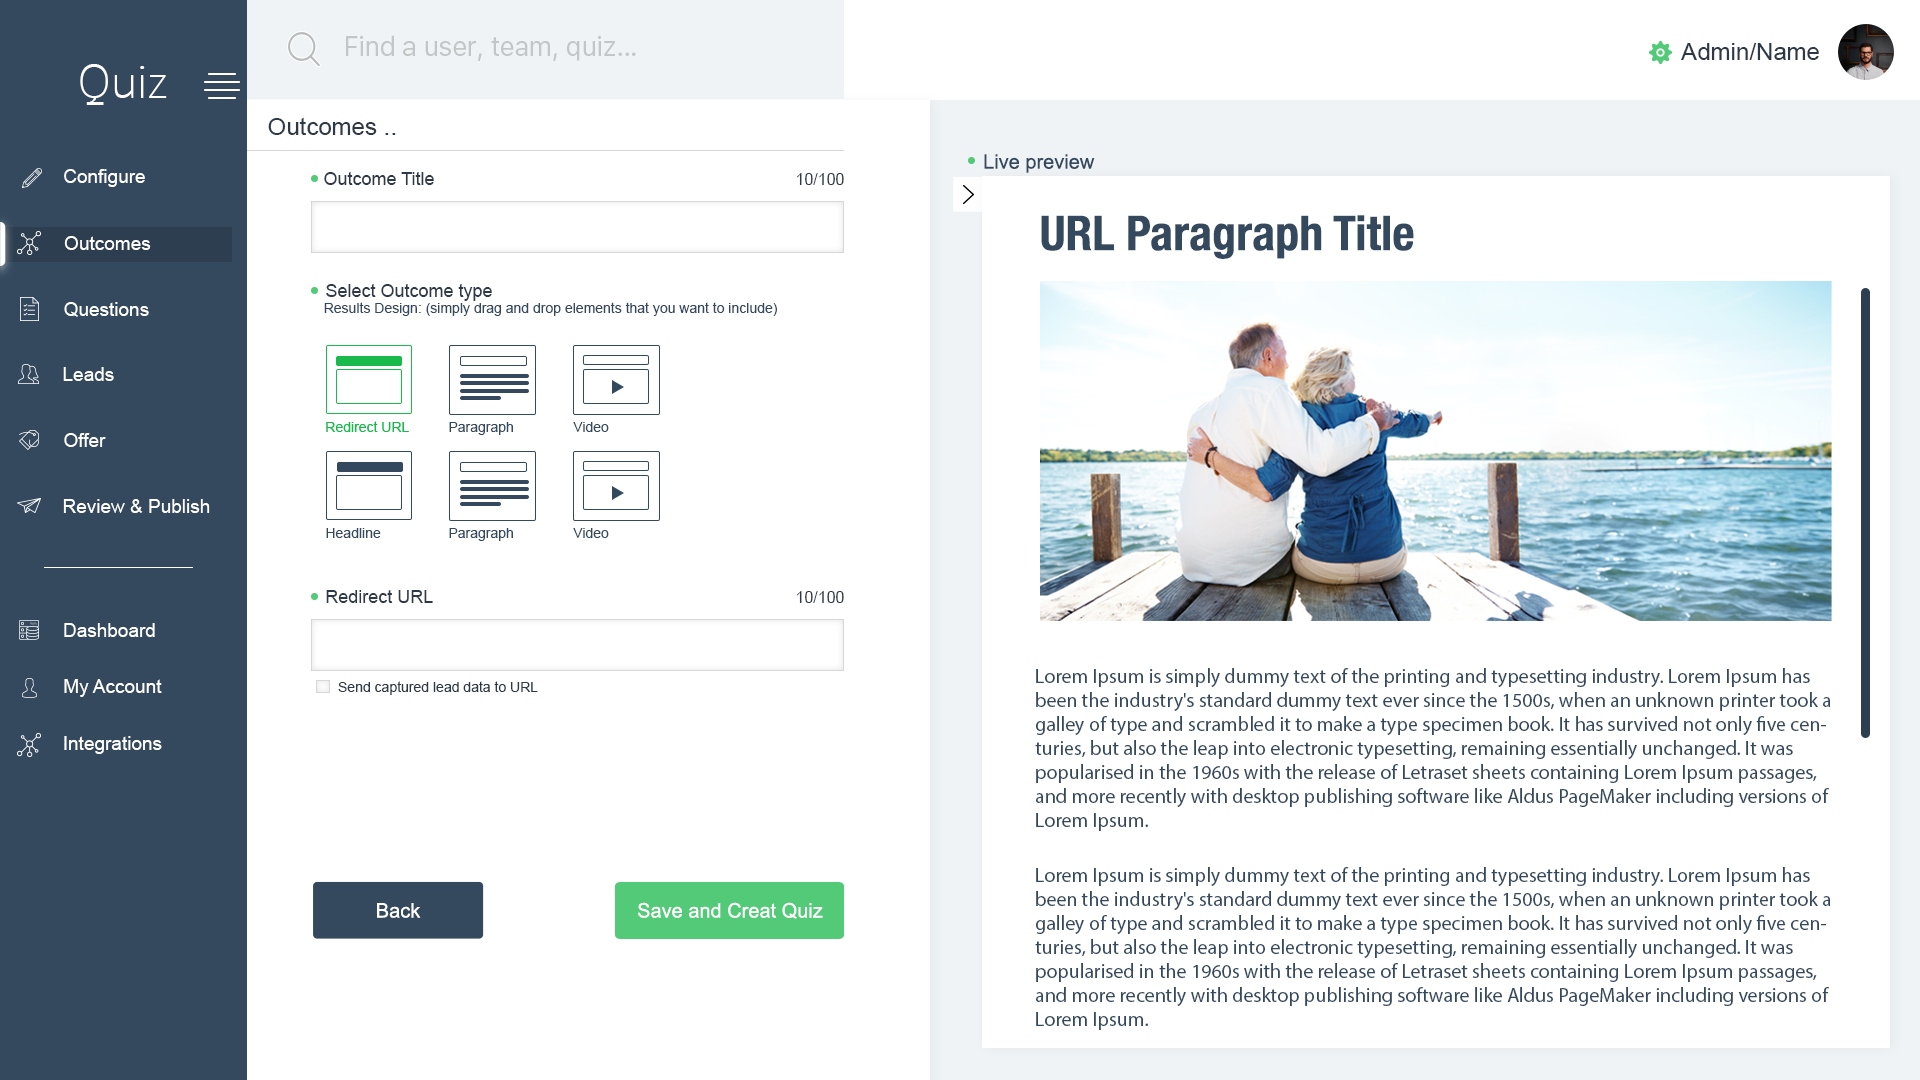 Quiz
Find a user, team, quiz...
Admin/Name
Configure
Outcomes
Questions
Leads
Offer
Review & Publish
Dashboard
My Account
Integrations
Outcomes ..
Outcome Title
10/100
Select Outcome type
Results Design: (simply drag and drop elements that you want to include)
Redirect URL
Paragraph
Video
Headline
Paragraph
Video
Redirect URL
10/100
Send captured lead data to URL
Back
Save and Creat Quiz
Live preview
URL Paragraph Title
Lorem Ipsum is simply dummy text of the printing and typesetting industry. Lorem Ipsum has
been the industry's standard dummy text ever since the 1500s, when an unknown printer took a
galley of type and scrambled it to make a type specimen book. It has survived not only five cen-
turies, but also the leap into electronic typesetting, remaining essentially unchanged. It was
popularised in the 1960s with the release of Letraset sheets containing Lorem Ipsum passages,
and more recently with desktop publishing software like Aldus PageMaker including versions of
Lorem Ipsum.
Lorem Ipsum is simply dummy text of the printing and typesetting industry. Lorem Ipsum has
been the industry's standard dummy text ever since the 1500s, when an unknown printer took a
galley of type and scrambled it to make a type specimen book. It has survived not only five cen-
turies, but also the leap into electronic typesetting, remaining essentially unchanged. It was
popularised in the 1960s with the release of Letraset sheets containing Lorem Ipsum passages,
and more recently with desktop publishing software like Aldus PageMaker including versions of
Lorem Ipsum.